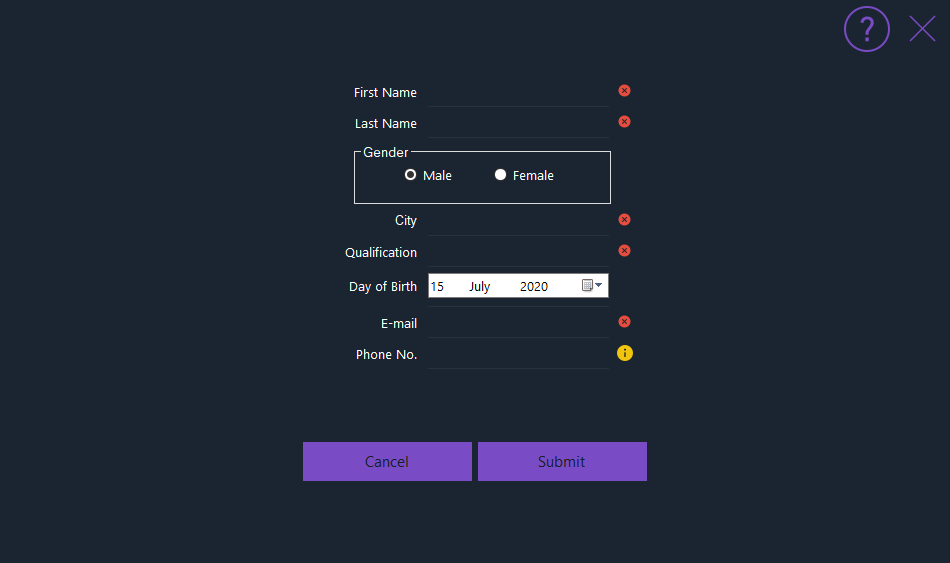 ?
First Name
Last Name
Gender
Male Female
City
Qualification
Day of Birth 15 July 2020
E-mail
Phone No.
Cancel Submit